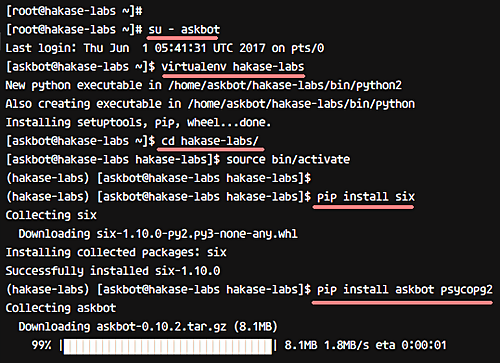 [root@hakase-labs ~]#
[root@hakase-labs ~]# su - askbot
Last login: Thu Jun  1 05:41:31 UTC 2017 on pts/0
[askbot@hakase-labs ~]$ virtualenv hakase-labs
New python executable in /home/askbot/hakase-labs/bin/python2
Also creating executable in /home/askbot/hakase-labs/bin/python
Installing setuptools, pip, wheel...done.
[askbot@hakase-labs ~]$ cd hakase-labs/
[askbot@hakase-labs hakase-labs]$ source bin/activate
(hakase-labs) [askbot@hakase-labs hakase-labs]$
(hakase-labs) [askbot@hakase-labs hakase-labs]$ pip install six
Collecting six
  Downloading six-1.10.0-py2.py3-none-any.whl
Installing collected packages: six
Successfully installed six-1.10.0
(hakase-labs) [askbot@hakase-labs hakase-labs]$ pip install askbot psycopg2
Collecting askbot
  Downloading askbot-0.10.2.tar.gz (8.1MB)
    99% |████████████████████████████████| 8.1MB 1.8MB/s eta 0:00:01